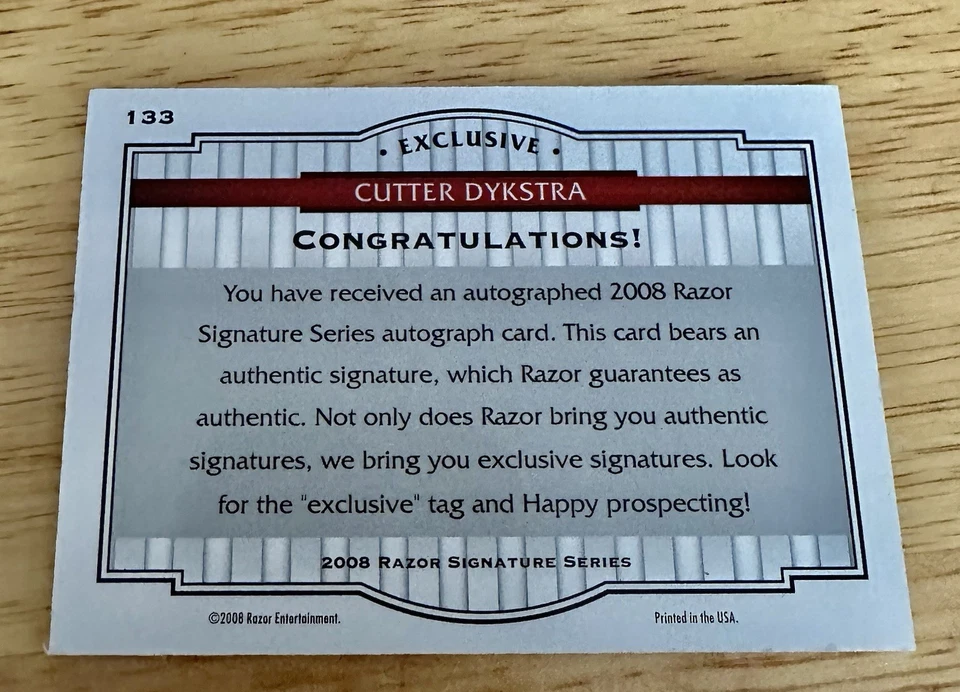 133
• EXCLUSIVE •
CUTTER DYKSTRA
CONGRATULATIONS!
You have received an autographed 2008 Razor
Signature Series autograph card. This card bears an
authentic signature, which Razor guarantees as
authentic. Not only does Razor bring you authentic
signatures, we bring you exclusive signatures. Look
for the "exclusive" tag and Happy prospecting!
2008 RAZOR SIGNATURE SERIES
©2008 Razor Entertainment.
Printed in the USA.